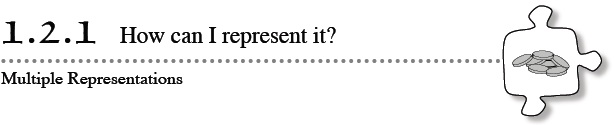 1.2.1 How can I represent it?
Multiple Representations